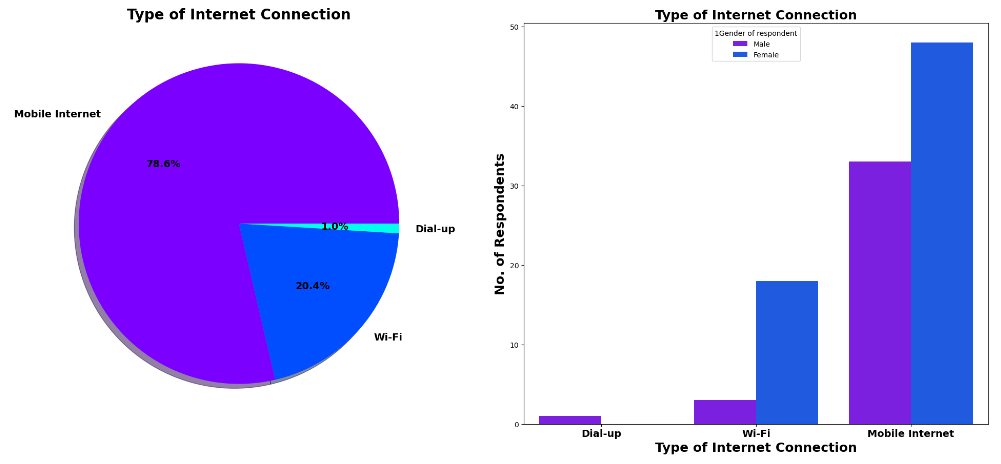 Type of Internet Connection
Mobile Internet
78.6%
1.0%
Dial-up
20.4%
Wi-Fi
Type of Internet Connection
1Gender of respondent
Male
Female
No. of Respondents
50
40
30
20
10
0
Dial-up
Wi-Fi
Mobile Internet
Type of Internet Connection